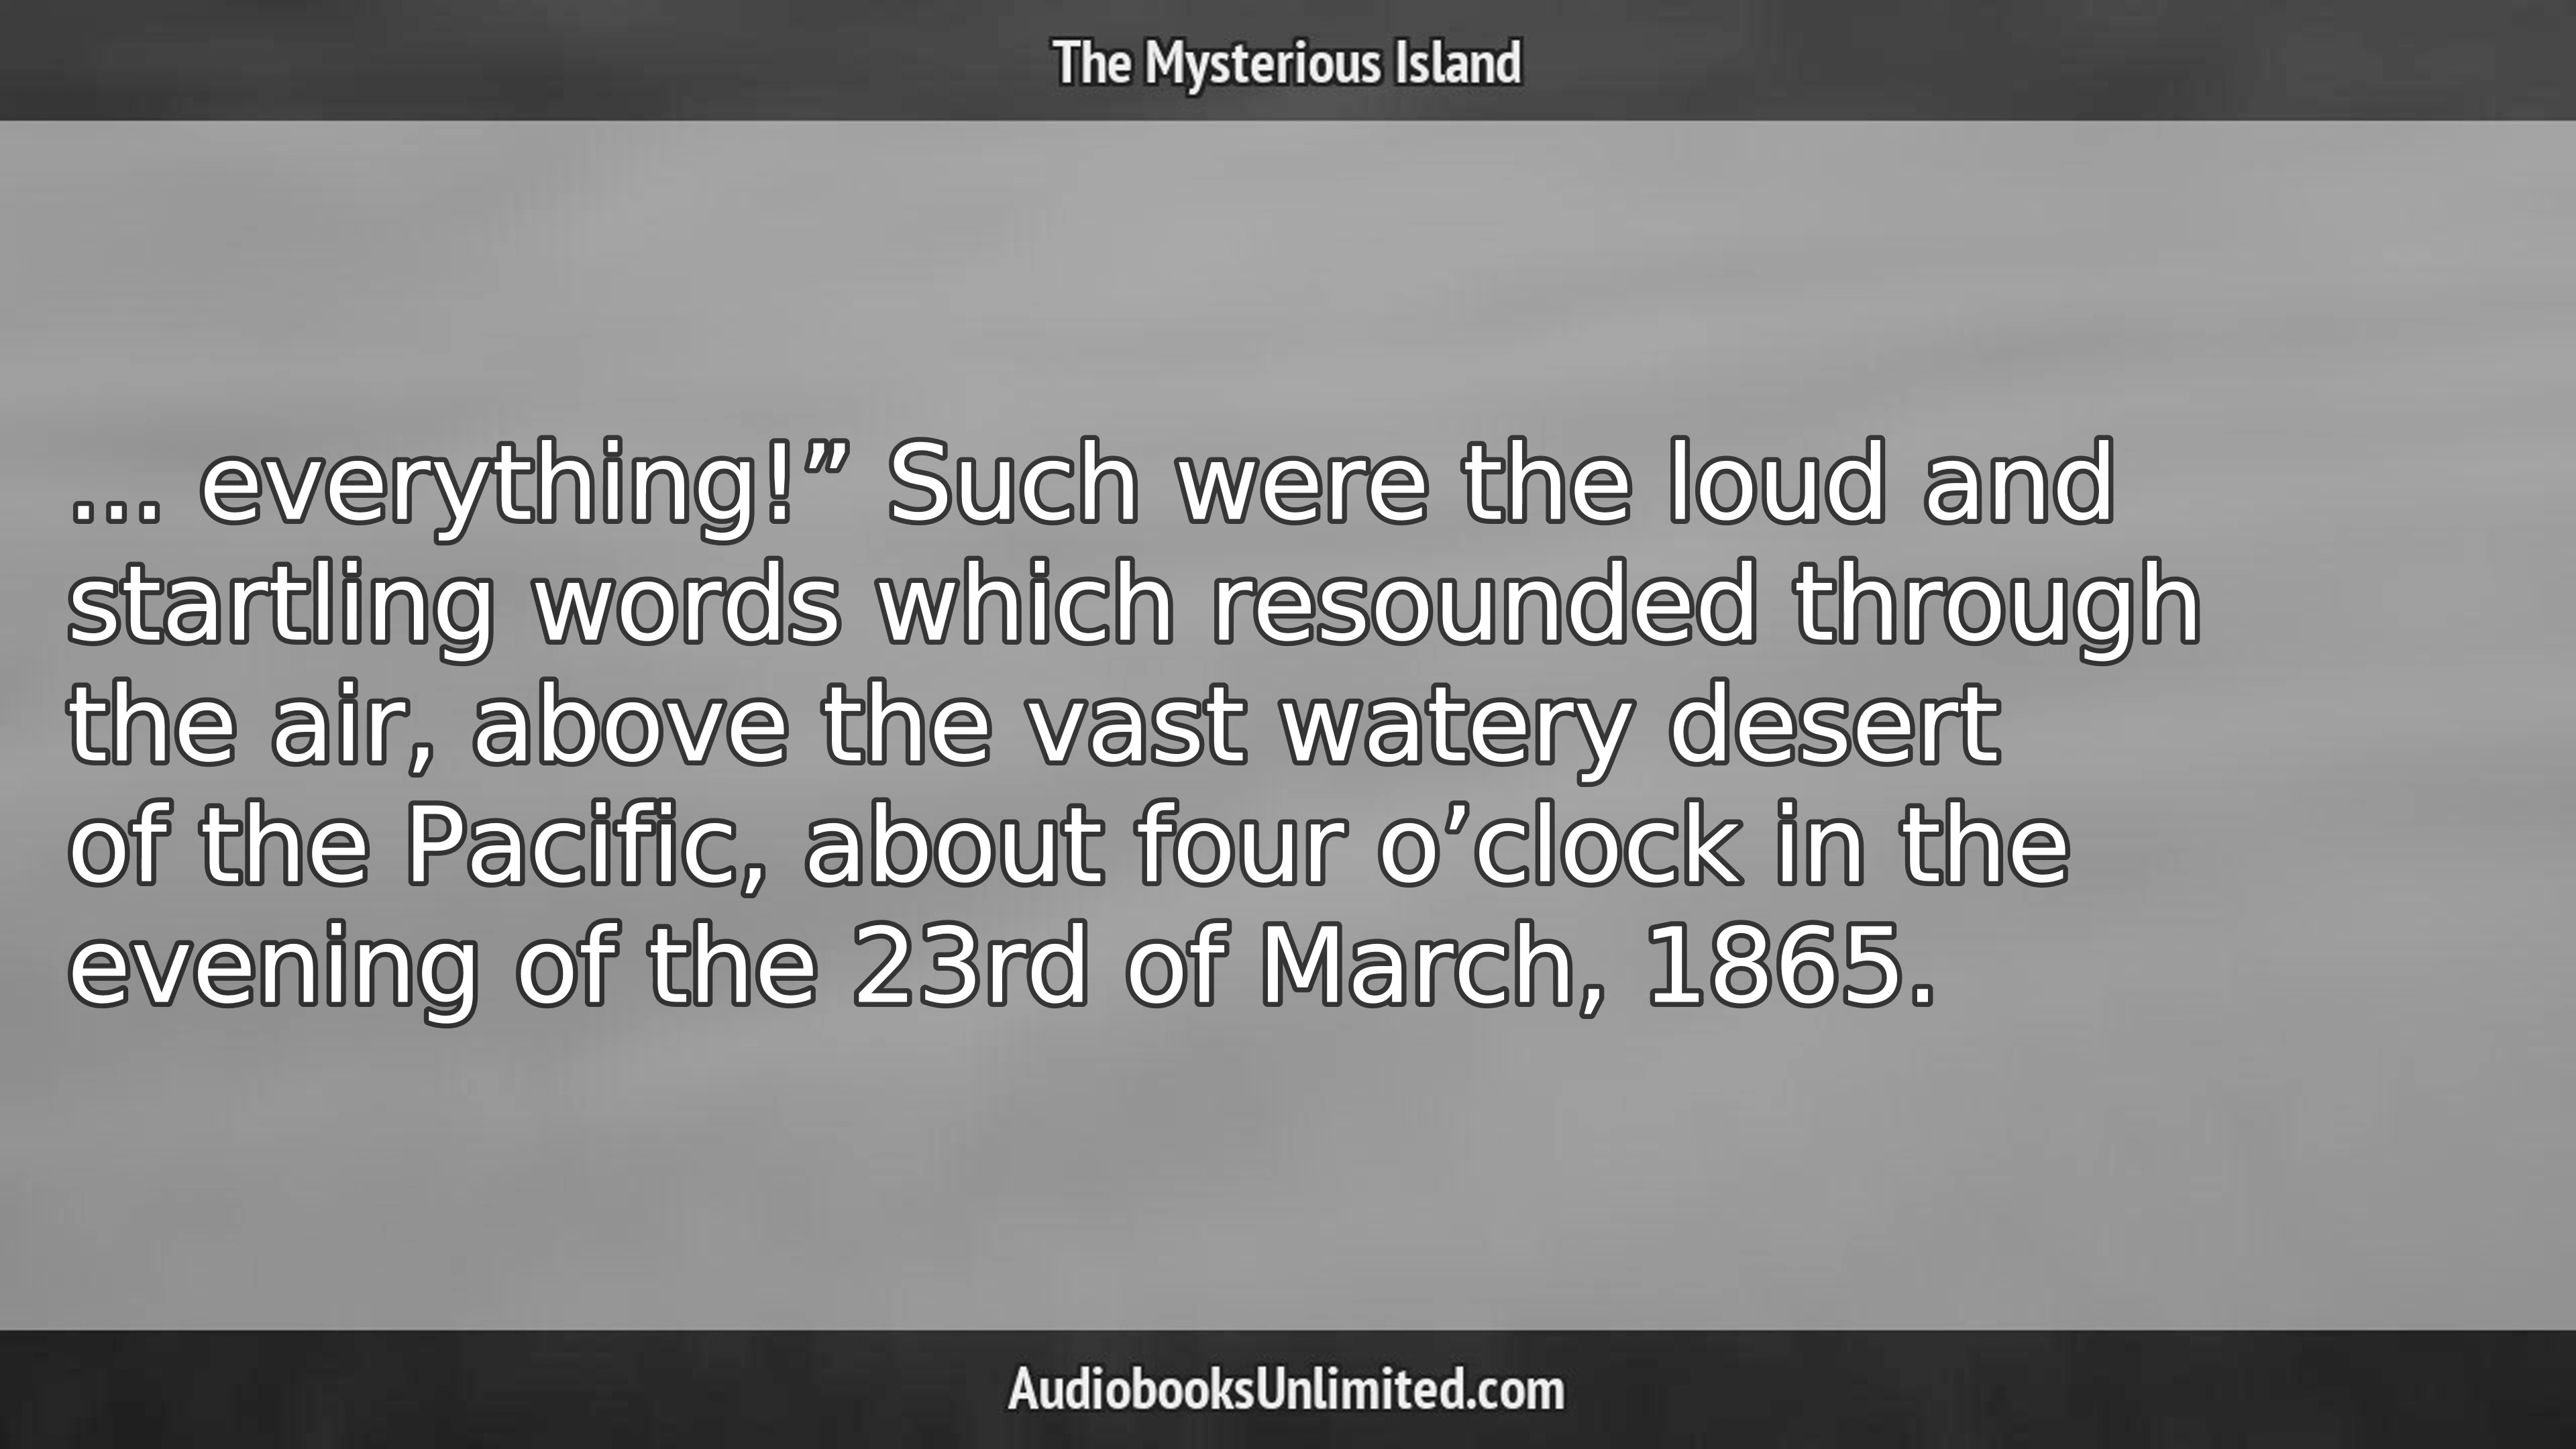 The Mysterious Island
... everything!” Such were the loud and
startling words which resounded through
the air, above the vast watery desert
of the Pacific, about four o’clock in the
evening of the 23rd of March, 1865.
AudiobooksUnlimited.com